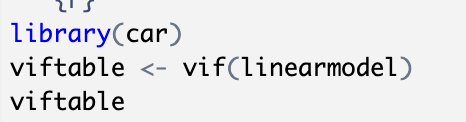 library(car)
viftable <- vif(linearmodel)
viftable